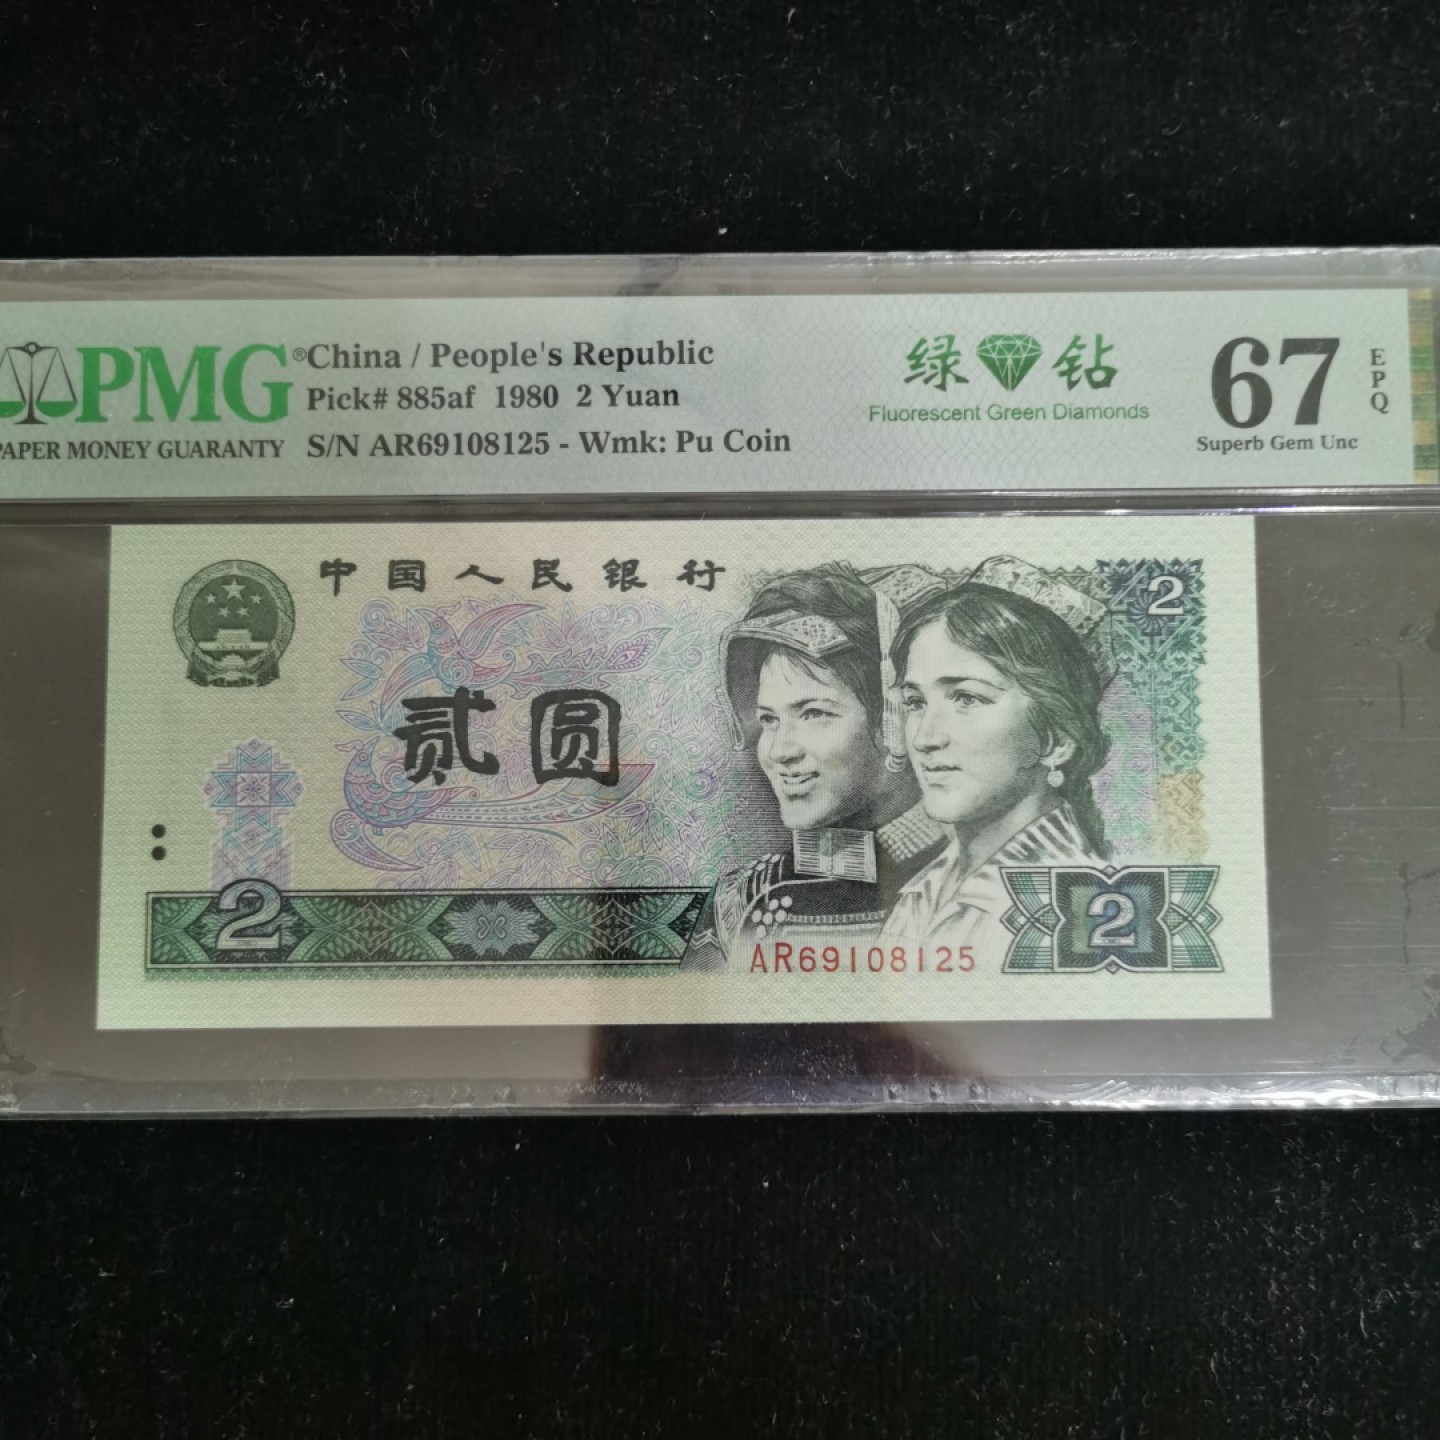 PMG®
PAPER MONEY GUARANTY
China / People's Republic
Pick# 885af 1980 2 Yuan
S/N AR69108125 - Wmk: Pu Coin
绿 钻
Fluorescent Green Diamonds
67
EPQ
Superb Gem Unc
中国人民银行
2
贰圆
2
2
AR69108125